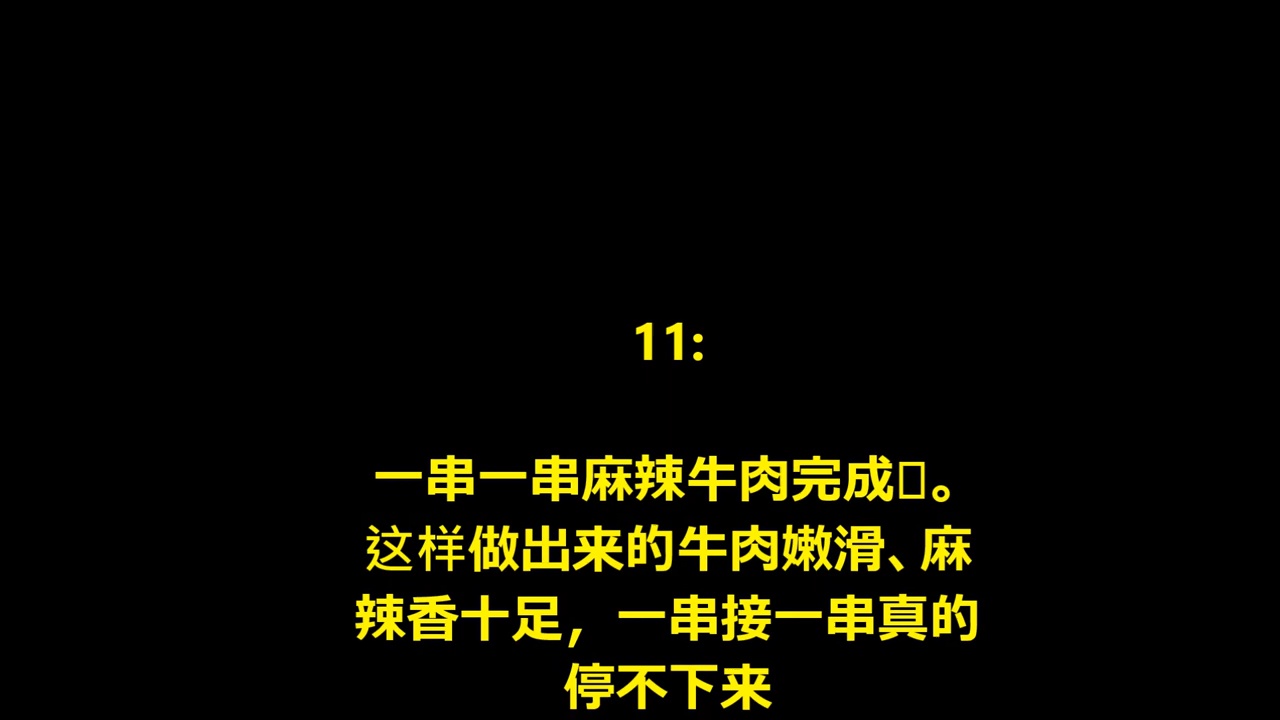 11:
一串一串麻辣牛肉完成。
这样做出来的牛肉嫩滑、麻
辣香十足，一串接一串真的
停不下来